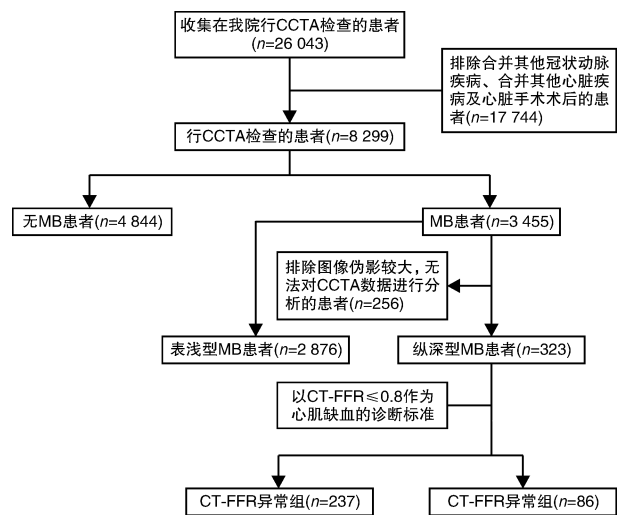 收集在我院行CCTA检查的患者
(n=26 043)
排除合并其他冠状动脉
疾病、合并其他心脏疾
病及心脏手术术后的患
者(n=17 744)
行CCTA检查的患者(n=8 299)
无MB患者(n=4 844)
MB患者(n=3 455)
排除图像伪影较大，无
法对CCTA数据进行分
析的患者(n=256)
表浅型MB患者(n=2 876)
纵深型MB患者(n=323)
以CT-FFR≤0.8作为
心肌缺血的诊断标准
CT-FFR异常组(n=237)
CT-FFR异常组(n=86)